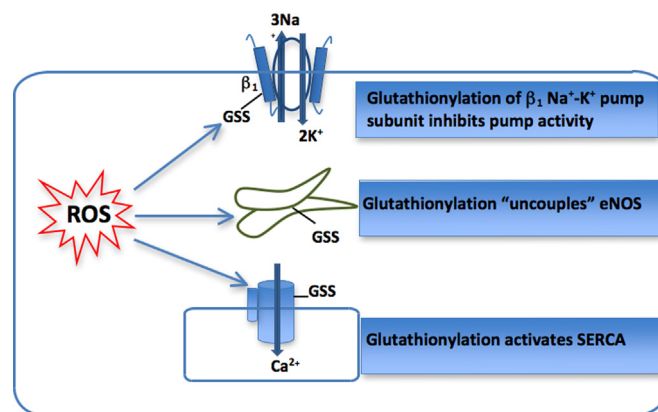 3Na
+
β₁
GSS
2K⁺
Glutathionylation of β₁ Na⁺-K⁺ pump
subunit inhibits pump activity
ROS
GSS
Glutathionylation “uncouples” eNOS
GSS
Ca²⁺
Glutathionylation activates SERCA